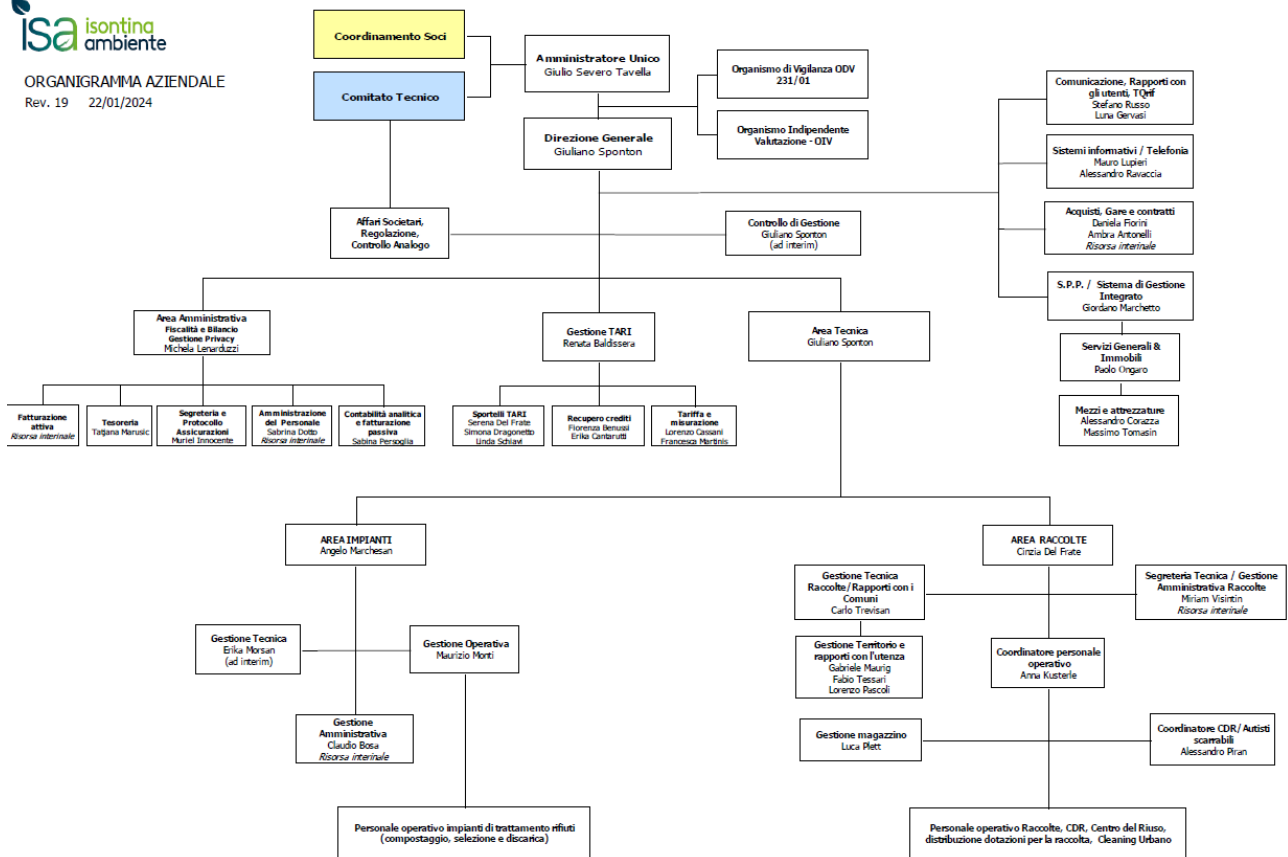 isa isontina
ambiente
ORGANIGRAMMA AZIENDALE
Rev. 19 22/01/2024
Coordinamento Soci
Comitato Tecnico
Amministratore Unico
Giulio Severo Tavella
Organismo di Vigilanza ODV
231/01
Organismo Indipendente
Valutazione - OIV
Direzione Generale
Giuliano Sponton
Comunicazione, Rapporti con
gli utenti, TQrif
Stefano Russo
Luna Gervasi
Sistemi informativi / Telefonia
Mauro Lupieri
Alessandro Ravaccia
Acquisti, Gare e contratti
Daniela Fiorini
Ambra Antonelli
Risorsa interinale
S.P.P. / Sistema di Gestione
Integrato
Giordano Marchetto
Servizi Generali &
Immobili
Paolo Ongaro
Mezzi e attrezzature
Alessandro Corazza
Massimo Tomasin
Affari Societari,
Regolazione,
Controllo Analogo
Controllo di Gestione
Giuliano Sponton
(ad interim)
Area Amministrativa
Fiscalità e Bilancio
Gestione Privacy
Michela Lenarduzzi
Gestione TARI
Renata Baldissera
Area Tecnica
Giuliano Sponton
Fatturazione
attiva
Risorsa interinale
Tesoreria
Tatjana Marusic
Segreteria e
Protocollo
Assicurazioni
Muriel Innocente
Amministrazione
del Personale
Sabrina Dotto
Risorsa interinale
Contabilità analitica
e fatturazione
passiva
Sabina Persoglia
Sportelli TARI
Serena Del Frate
Simona Dragonetto
Linda Schiavi
Recupero crediti
Fiorenza Benussi
Erika Cantarutti
Tariffa e
misurazione
Lorenzo Cassani
Francesca Martinis
AREA IMPIANTI
Angelo Marchesan
AREA RACCOLTE
Cinzia Del Frate
Gestione Tecnica
Erika Morsan
(ad interim)
Gestione Operativa
Maurizio Monti
Gestione
Amministrativa
Claudio Bosa
Risorsa interinale
Personale operativo impianti di trattamento rifiuti
(compostaggio, selezione e discarica)
Gestione Tecnica
Raccolte/Rapporti con i
Comuni
Carlo Trevisan
Segreteria Tecnica / Gestione
Amministrativa Raccolte
Miriam Visintin
Risorsa interinale
Gestione Territorio e
rapporti con l'utenza
Gabriele Maurig
Fabio Tessari
Lorenzo Pascoli
Coordinatore personale
operativo
Anna Kusterle
Gestione magazzino
Luca Plett
Coordinatore CDR/Autisti
scarrabili
Alessandro Piran
Personale operativo Raccolte, CDR, Centro del Riuso,
distribuzione dotazioni per la raccolta, Cleaning Urbano